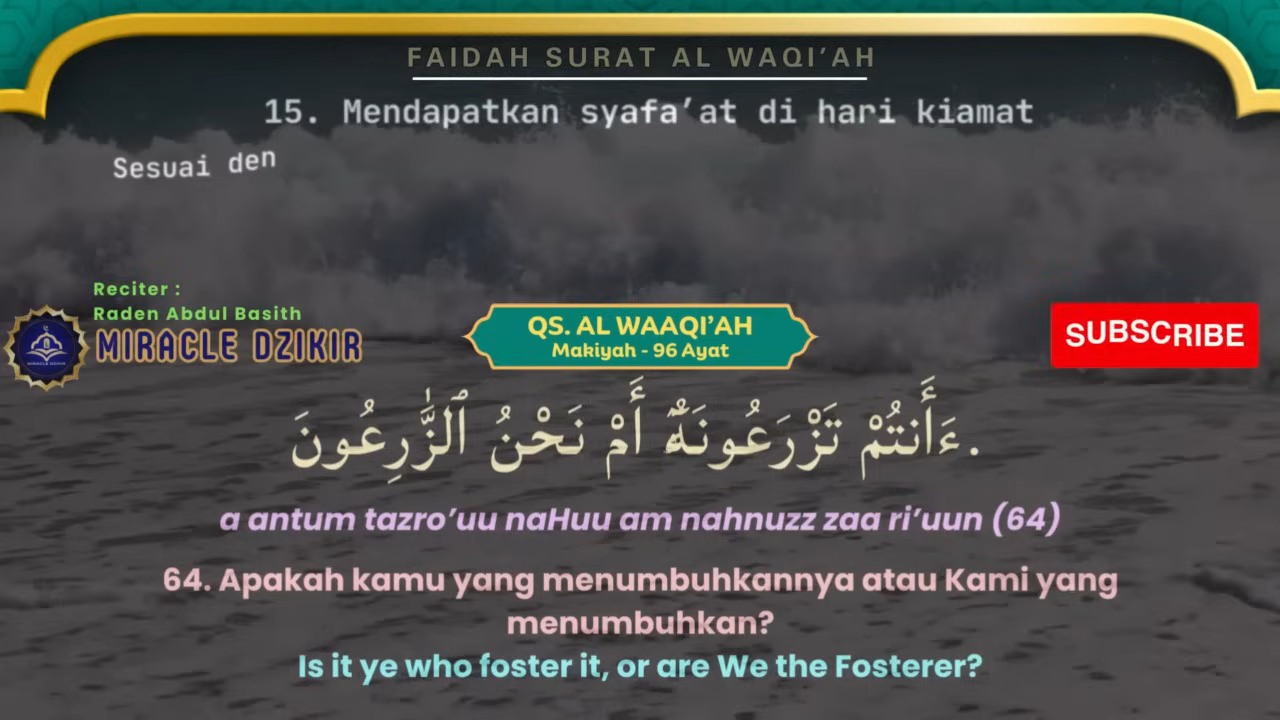 FAIDAH SURAT AL WAQI’AH
15. Mendapatkan syafa’at di hari kiamat
Sesuai den
Reciter :
Raden Abdul Basith
MIRACLE DZIKIR
QS. AL WAAQI’AH
Makiyah - 96 Ayat
SUBSCRIBE
ءَأَنتُمْ تَزْرَعُونَهُۥٓ أَمْ نَحْنُ ٱلزَّٰرِعُونَ.
a antum tazro’uu naHuu am nahnuzz zaa ri’uun (64)
64. Apakah kamu yang menumbuhkannya atau Kami yang
menumbuhkan?
Is it ye who foster it, or are We the Fosterer?